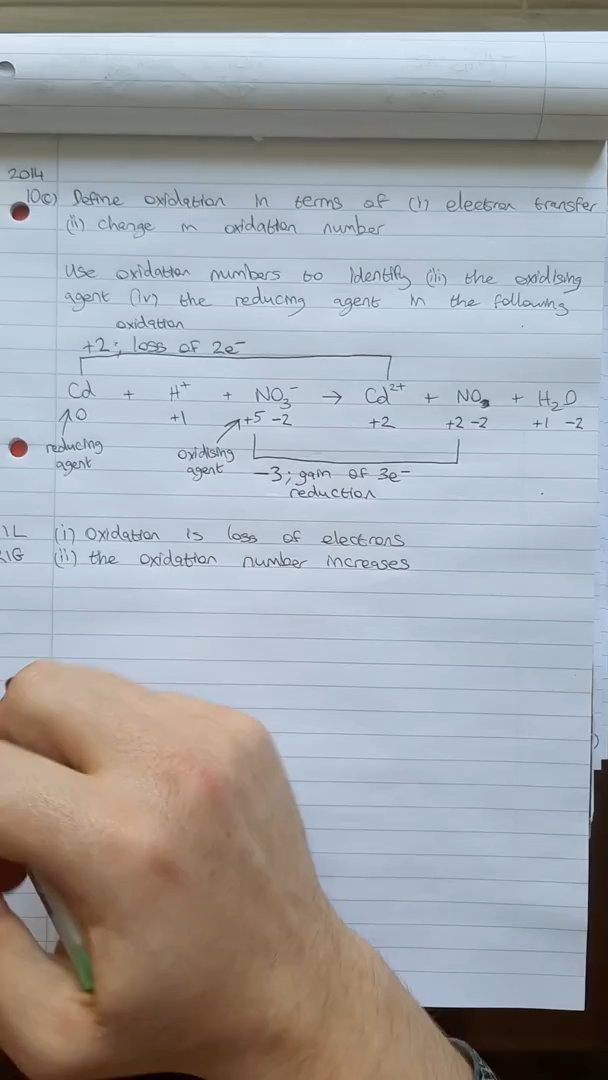 2014
10(c) Define oxidation in terms of (i) electron transfer
(ii) change in oxidation number
Use oxidation numbers to identify (iii) the oxidising
agent (iv) the reducing agent in the following
oxidation
+2; loss of 2e⁻
Cd + H⁺ + NO₃⁻ → Cd²⁺ + NO + H₂O
0 +1 +5 -2 +2 +2 -2 +1 -2
reducing
agent
oxidising
agent
-3; gain of 3e⁻
reduction
IL (i) oxidation is loss of electrons
RIG (ii) the oxidation number increases